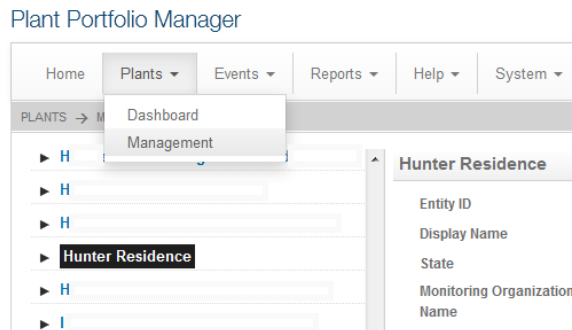 Plant Portfolio Manager
Home Plants Events Reports Help System
PLANTS → M
Dashboard
Management
H
H
H
Hunter Residence
H
I
Hunter Residence
Entity ID
Display Name
State
Monitoring Organization
Name